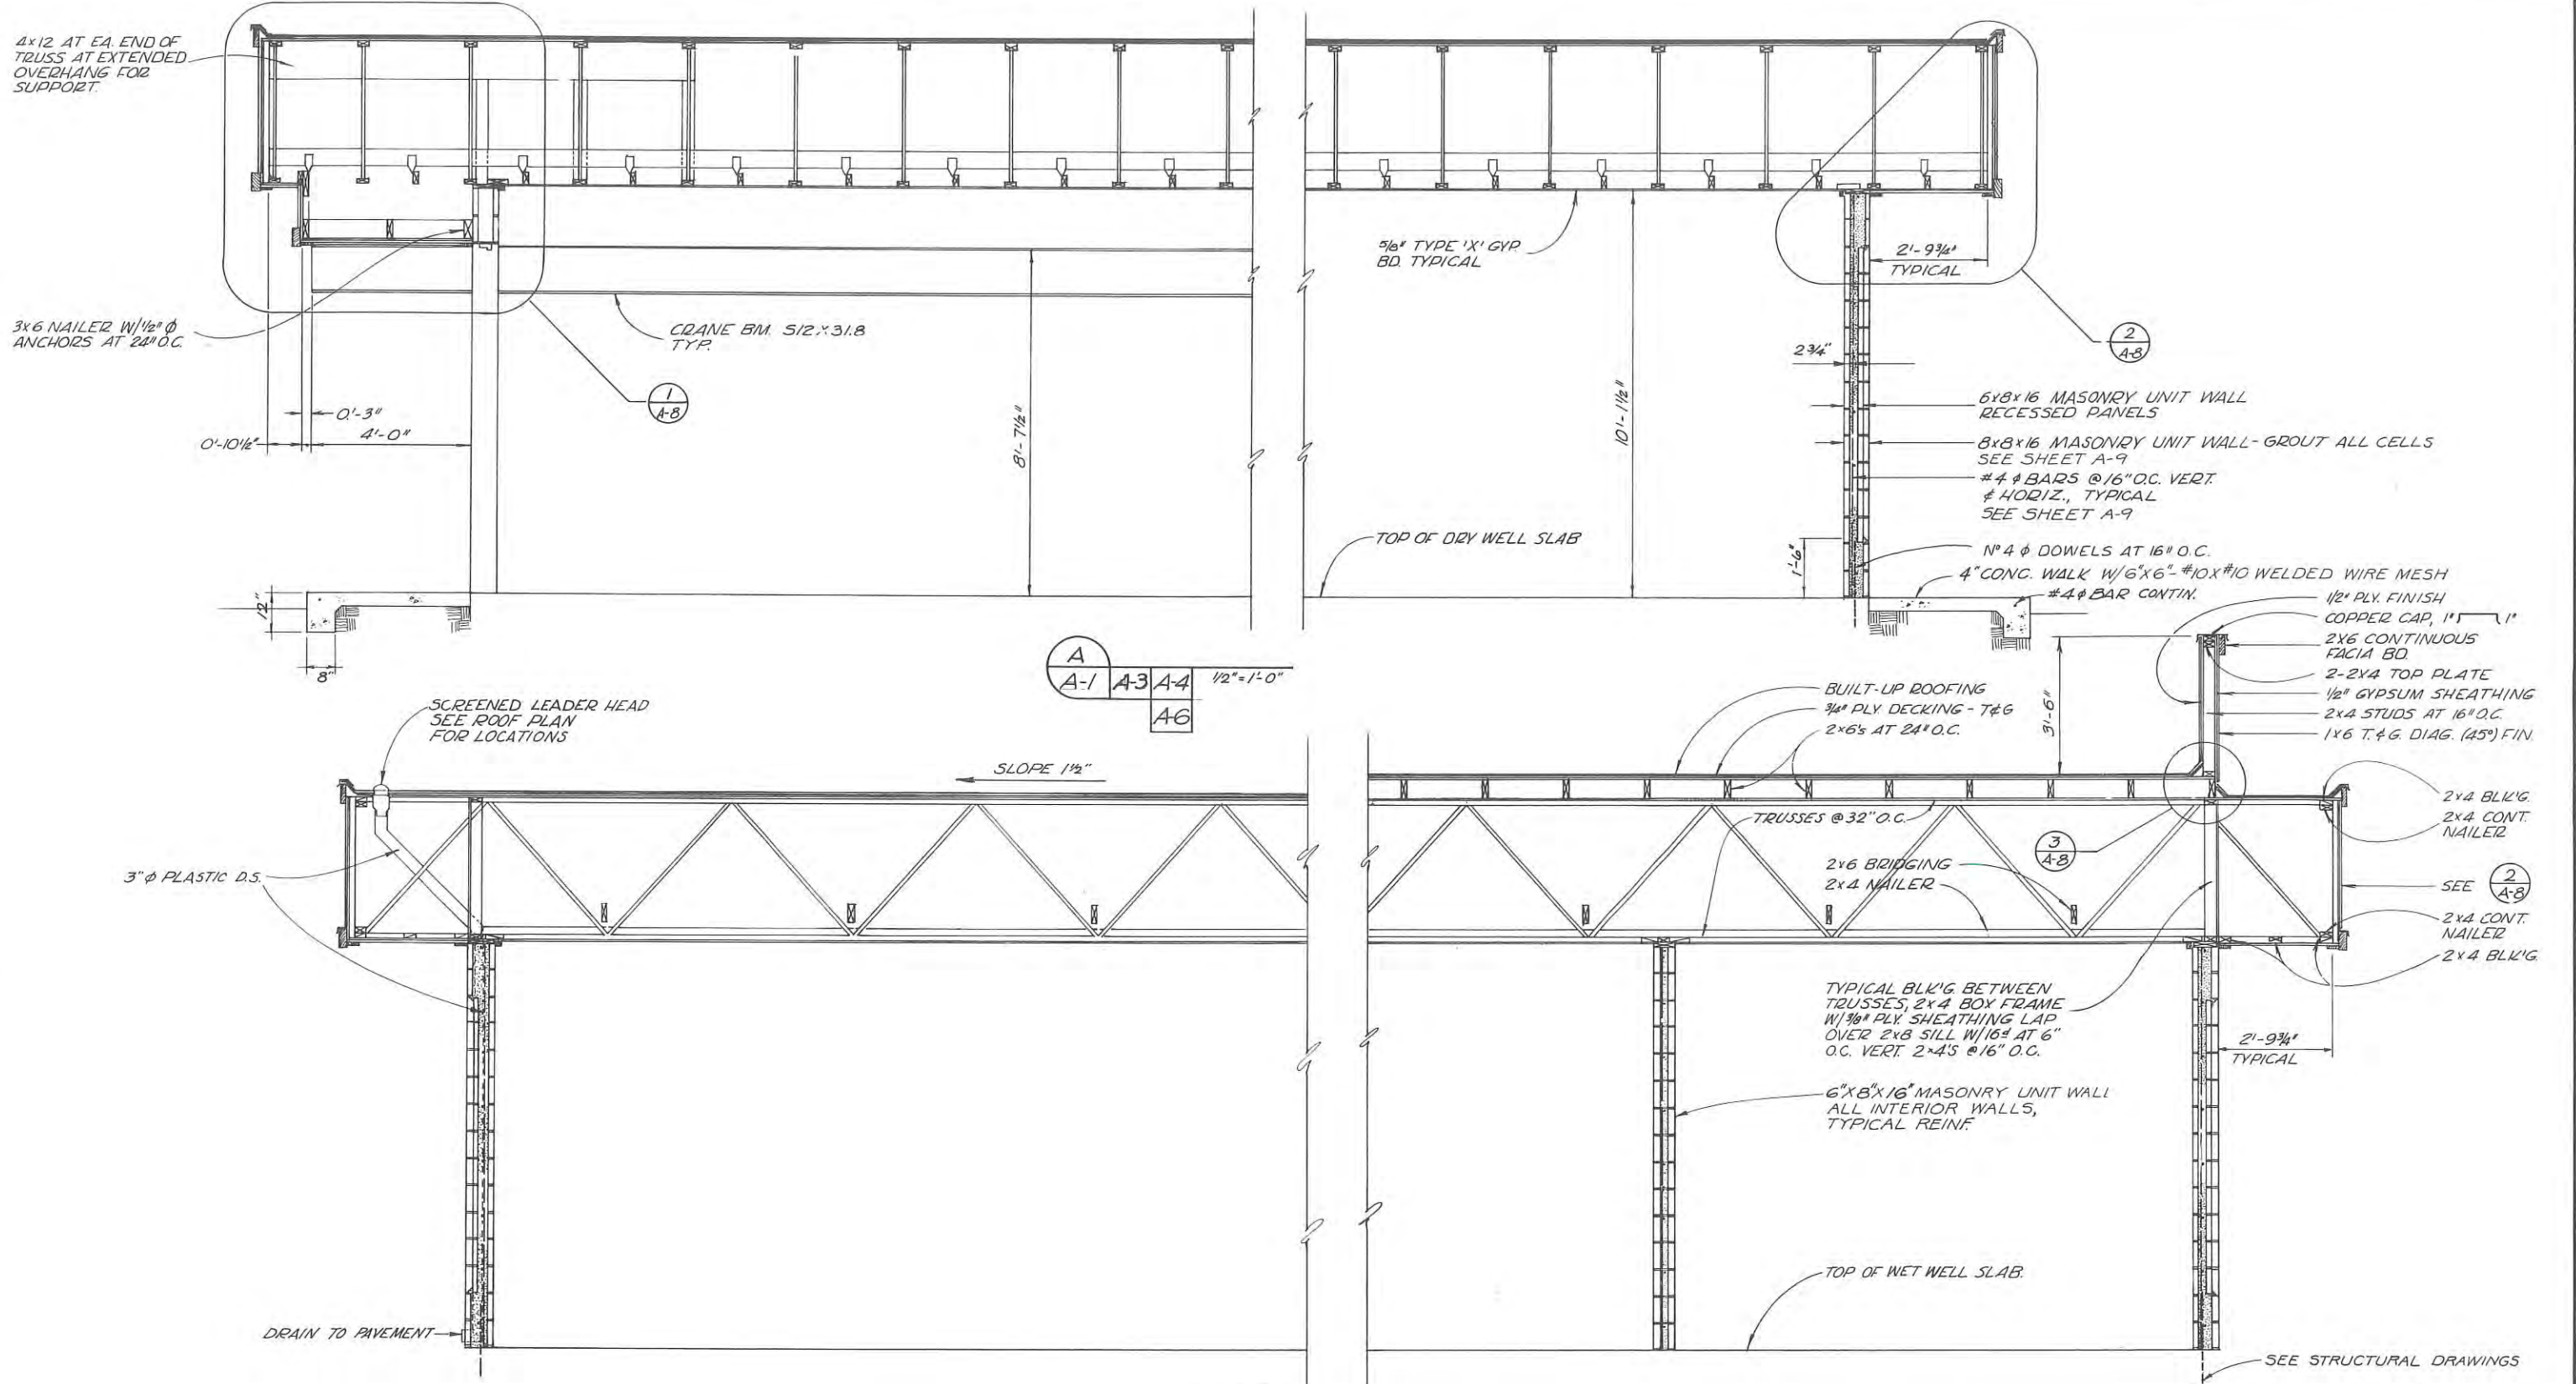 4x12 AT EA. END OF
TRUSS AT EXTENDED
OVERHANG FOR
SUPPORT.
3x6 NAILER W/ 1/2" Ø
ANCHORS AT 24" O.C.
0'-10 1/2"
0'-3"
4'-0"
12"
8"
CRANE BM. S12 x 31.8
TYP.
1
A-8
8'-7 1/2"
5/8" TYPE 'X' GYP.
BD. TYPICAL
10'-1 1/2"
TOP OF DRY WELL SLAB
2'-9 3/4"
TYPICAL
2 3/4"
1'-6"
2
A-8
6x8x16 MASONRY UNIT WALL
RECESSED PANELS
8x8x16 MASONRY UNIT WALL - GROUT ALL CELLS
SEE SHEET A-9
#4 Ø BARS @ 16" O.C. VERT.
& HORIZ., TYPICAL
SEE SHEET A-9
Nº 4 Ø DOWELS AT 16" O.C.
4" CONC. WALK W/ 6"x6" - #10x#10 WELDED WIRE MESH
#4 Ø BAR CONTIN.
A
A-1 A-3 A-4 1/2"=1'-0"
A-6
SCREENED LEADER HEAD
SEE ROOF PLAN
FOR LOCATIONS
SLOPE 1 1/2"
3" Ø PLASTIC D.S.
DRAIN TO PAVEMENT
BUILT-UP ROOFING
3/4" PLY. DECKING - T&G
2x6's AT 24" O.C.
TRUSSES @ 32" O.C.
2x6 BRIDGING
2x4 NAILER
3
A-8
3'-6"
1/2" PLY. FINISH
COPPER CAP, 1" 1"
2x6 CONTINUOUS
FACIA BD.
2-2x4 TOP PLATE
1/2" GYPSUM SHEATHING
2x4 STUDS AT 16" O.C.
1x6 T. & G. DIAG. (45°) FIN.
2x4 BLK'G.
2x4 CONT.
NAILER
SEE 2
A-8
2x4 CONT.
NAILER
2x4 BLK'G.
TYPICAL BLK'G. BETWEEN
TRUSSES, 2x4 BOX FRAME
W/ 3/8" PLY. SHEATHING LAP
OVER 2x8 SILL W/ 16d AT 6"
O.C. VERT. 2x4'S @ 16" O.C.
2'-9 3/4"
TYPICAL
6"x8"x16" MASONRY UNIT WALL
ALL INTERIOR WALLS,
TYPICAL REINF.
TOP OF WET WELL SLAB.
SEE STRUCTURAL DRAWINGS